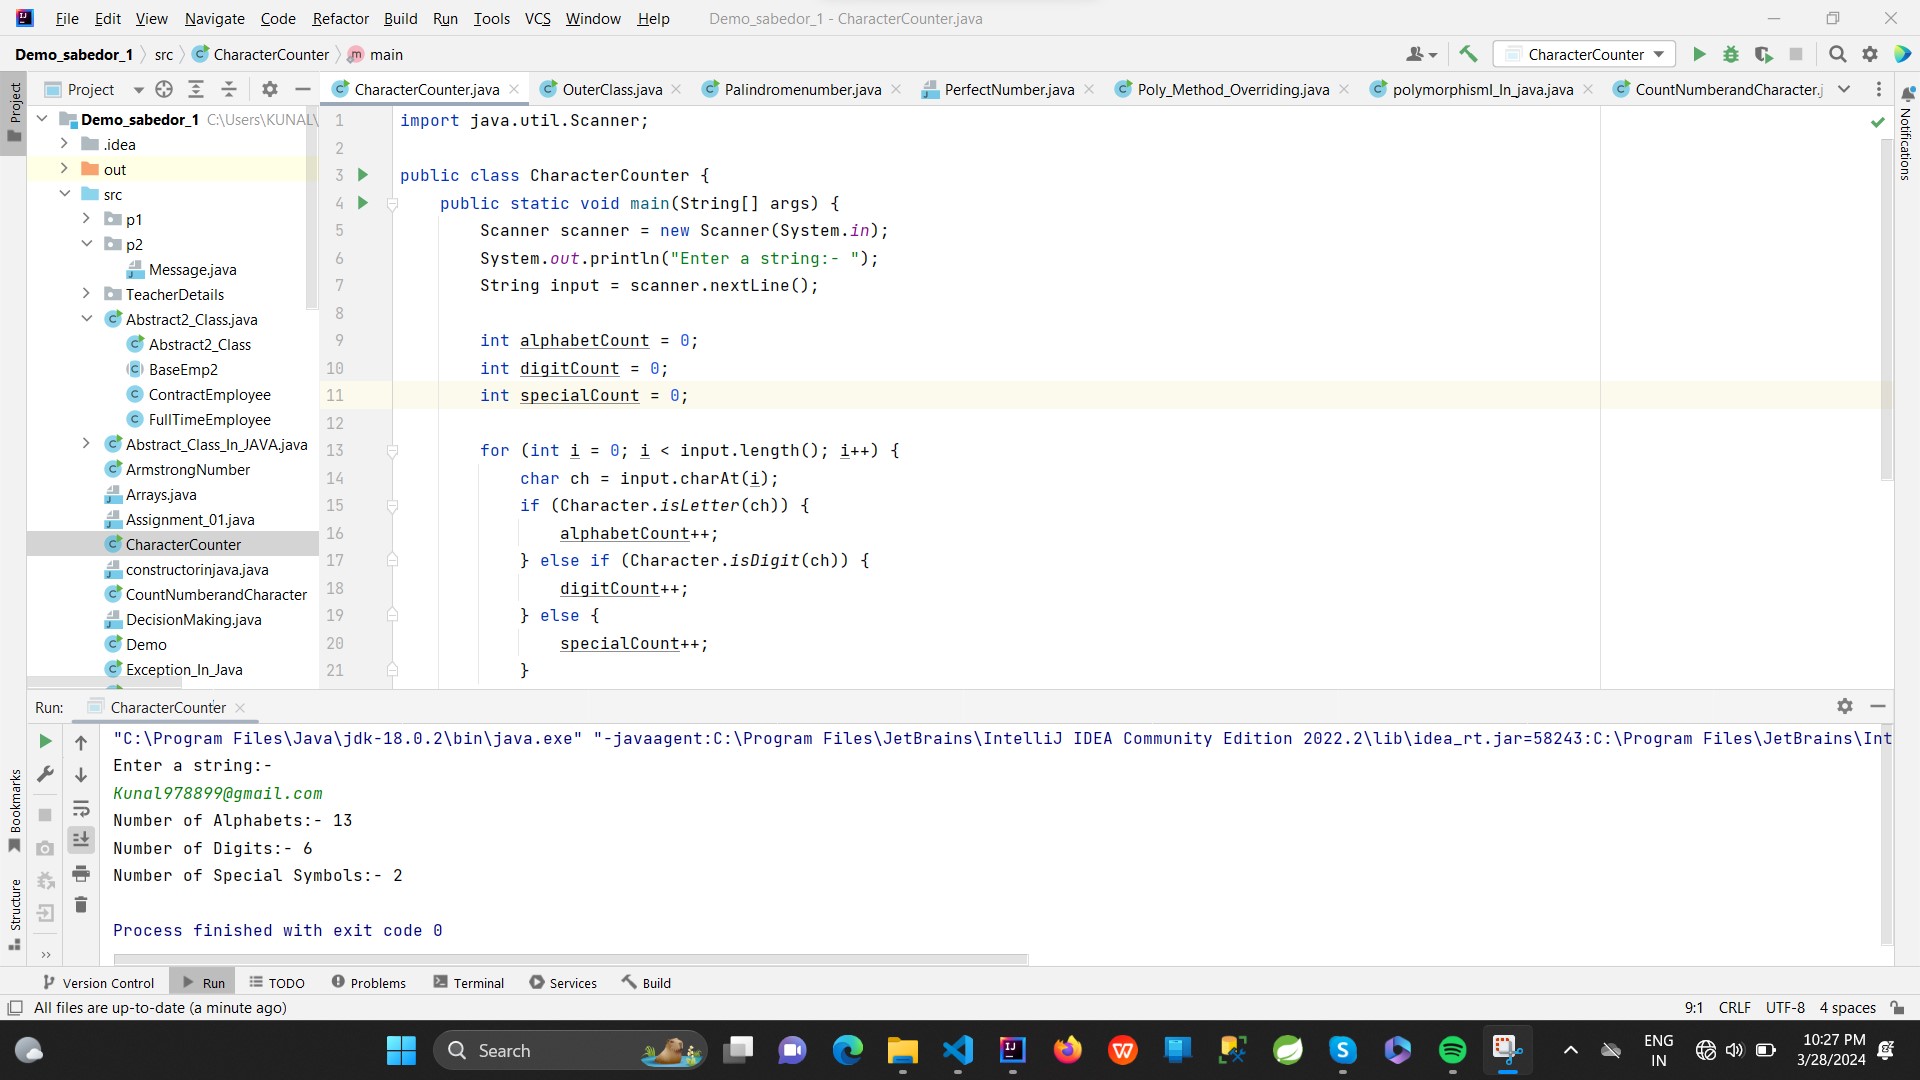 File Edit View Navigate Code Refactor Build Run Tools VCS Window Help Demo_sabedor_1 - CharacterCounter.java
Demo_sabedor_1 src CharacterCounter main CharacterCounter
Project CharacterCounter.java OuterClass.java Palindromenumber.java PerfectNumber.java Poly_Method_Overriding.java polymorphismI_In_java.java CountNumberandCharacter.j
Project
Notifications
Bookmarks
Structure
Demo_sabedor_1 C:\Users\KUNAL\
.idea
out
src
p1
p2
Message.java
TeacherDetails
Abstract2_Class.java
Abstract2_Class
BaseEmp2
ContractEmployee
FullTimeEmployee
Abstract_Class_In_JAVA.java
ArmstrongNumber
Arrays.java
Assignment_01.java
CharacterCounter
constructorinjava.java
CountNumberandCharacter
DecisionMaking.java
Demo
Exception_In_Java
1 import java.util.Scanner;
2
3 public class CharacterCounter {
4 public static void main(String[] args) {
5 Scanner scanner = new Scanner(System.in);
6 System.out.println("Enter a string:- ");
7 String input = scanner.nextLine();
8
9 int alphabetCount = 0;
10 int digitCount = 0;
11 int specialCount = 0;
12
13 for (int i = 0; i < input.length(); i++) {
14 char ch = input.charAt(i);
15 if (Character.isLetter(ch)) {
16 alphabetCount++;
17 } else if (Character.isDigit(ch)) {
18 digitCount++;
19 } else {
20 specialCount++;
21 }
Run: CharacterCounter
"C:\Program Files\Java\jdk-18.0.2\bin\java.exe" "-javaagent:C:\Program Files\JetBrains\IntelliJ IDEA Community Edition 2022.2\lib\idea_rt.jar=58243:C:\Program Files\JetBrains\Int
Enter a string:-
Kunal978899@gmail.com
Number of Alphabets:- 13
Number of Digits:- 6
Number of Special Symbols:- 2
Process finished with exit code 0
Version Control Run TODO Problems Terminal Services Build
All files are up-to-date (a minute ago) 9:1 CRLF UTF-8 4 spaces
Search ENG 10:27 PM
IN 3/28/2024